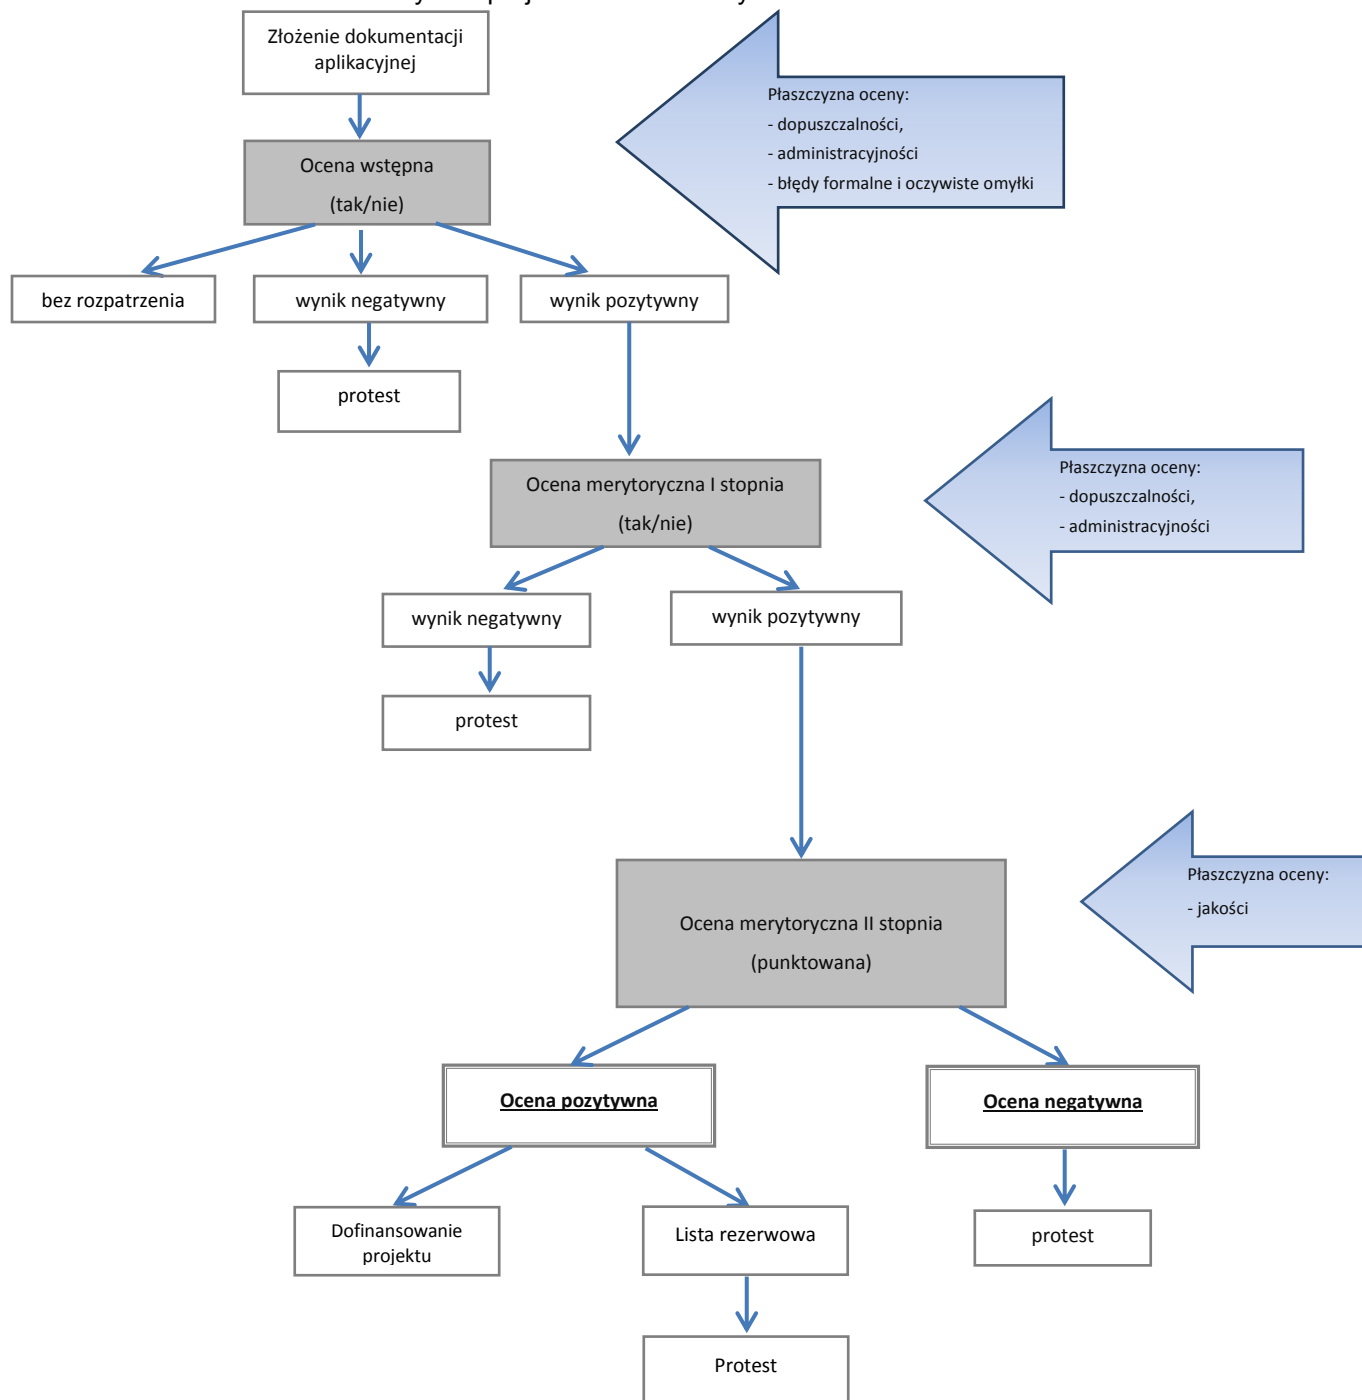 Złożenie dokumentacji
aplikacyjnej
Płaszczyzna oceny:
- dopuszczalności,
- administracyjności
- błędy formalne i oczywiste omyłki
Ocena wstępna
(tak/nie)
bez rozpatrzenia
wynik negatywny
wynik pozytywny
protest
Płaszczyzna oceny:
- dopuszczalności,
- administracyjności
Ocena merytoryczna I stopnia
(tak/nie)
wynik negatywny
wynik pozytywny
protest
Płaszczyzna oceny:
- jakości
Ocena merytoryczna II stopnia
(punktowana)
Ocena pozytywna
Ocena negatywna
Dofinansowanie
projektu
Lista rezerwowa
protest
Protest